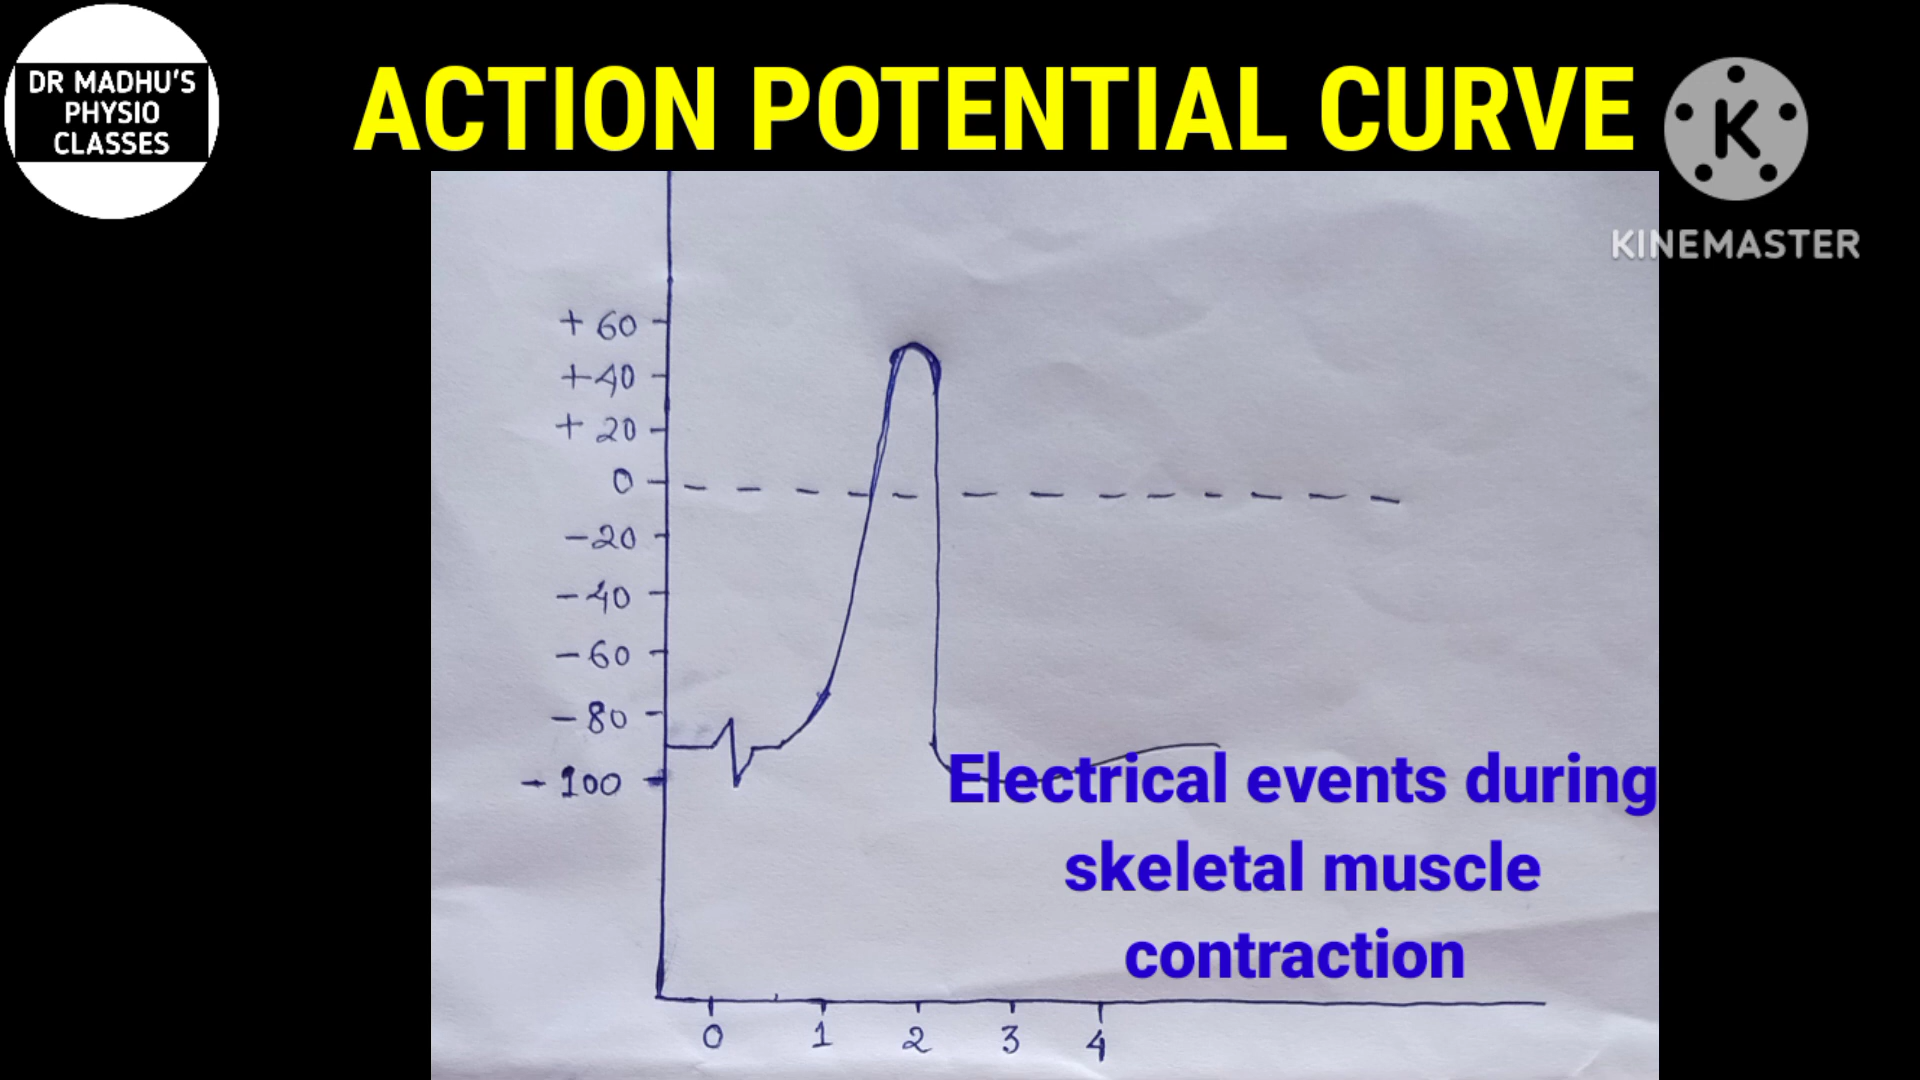 DR MADHU'S
PHYSIO
CLASSES
ACTION POTENTIAL CURVE
K
KINEMASTER
+ 60
+ 40
+ 20
0
- 20
- 40
- 60
- 80
- 100
Electrical events during
skeletal muscle
contraction
0 1 2 3 4